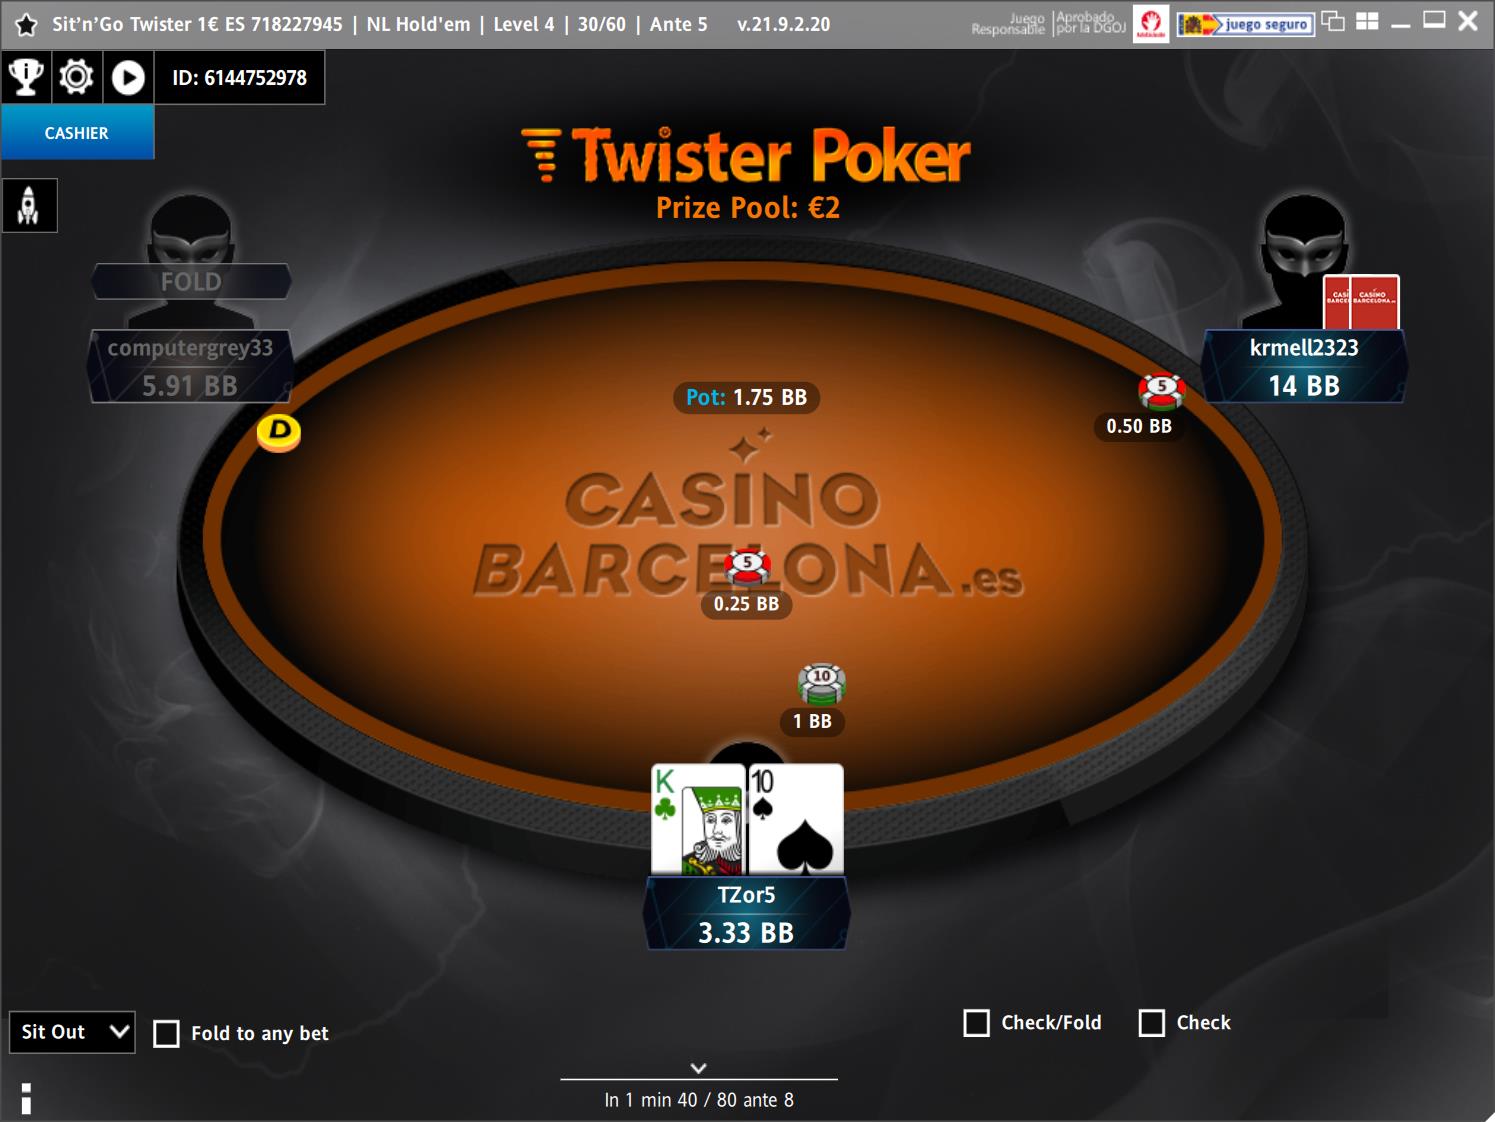 Sit’n’Go Twister 1€ ES 718227945 | NL Hold'em | Level 4 | 30/60 | Ante 5 v.21.9.2.20
Juego Responsable
Aprobado por la DGOJ
juego seguro
ID: 6144752978
CASHIER
Twister Poker
Prize Pool: €2
FOLD
computergrey33
5.91 BB
CASINO BARCELONA.es
krmell2323
14 BB
D
Pot: 1.75 BB
5
0.50 BB
CASINO
BARCELONA.es
5
0.25 BB
10
1 BB
K
10
TZor5
3.33 BB
Sit Out
Fold to any bet
Check/Fold
Check
In 1 min 40 / 80 ante 8